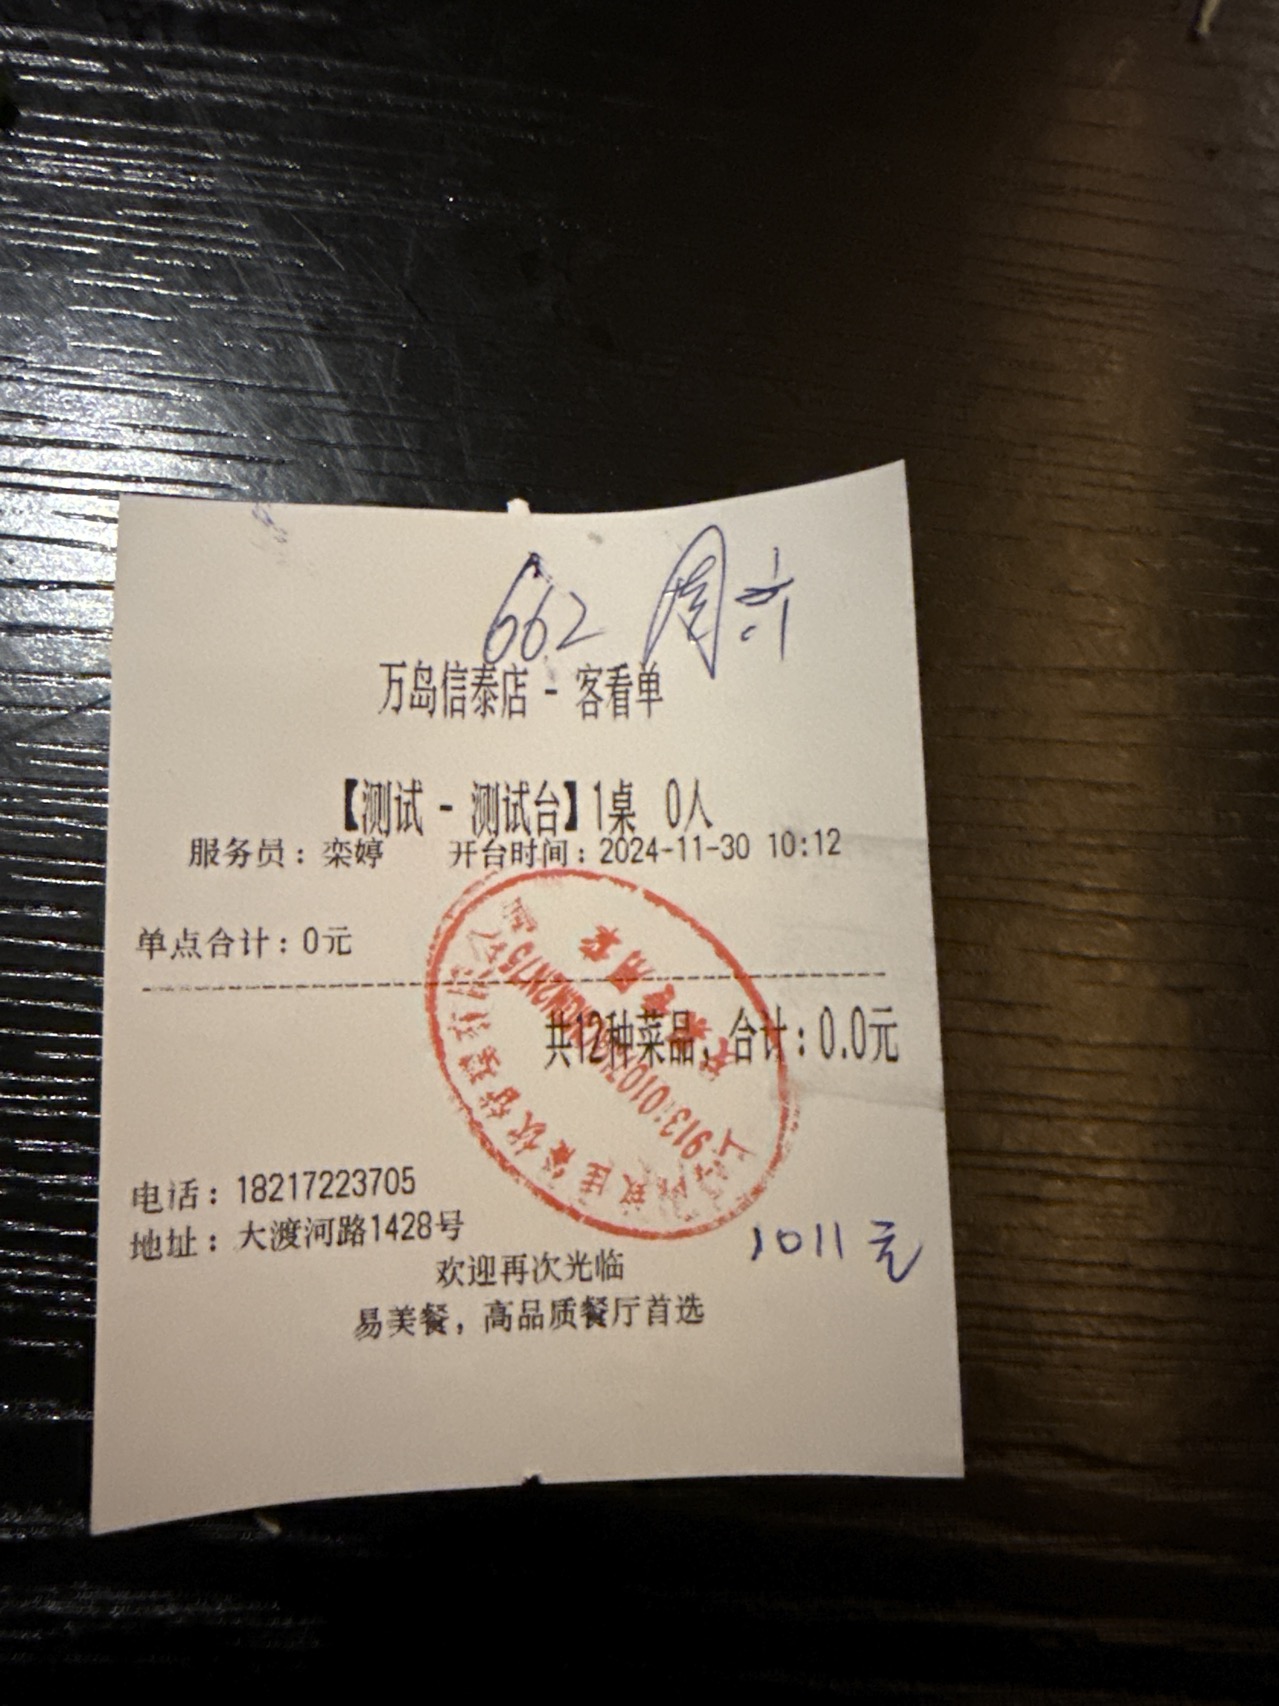 662 周
万岛信泰店 - 客看单
【测试 - 测试台】1桌 0人
服务员：栾婷 开台时间：2024-11-30 10:12
单点合计：0元
共12种菜品，合计：0.0元
电话：18217223705
地址：大渡河路1428号
1011元
欢迎再次光临
易美餐，高品质餐厅首选